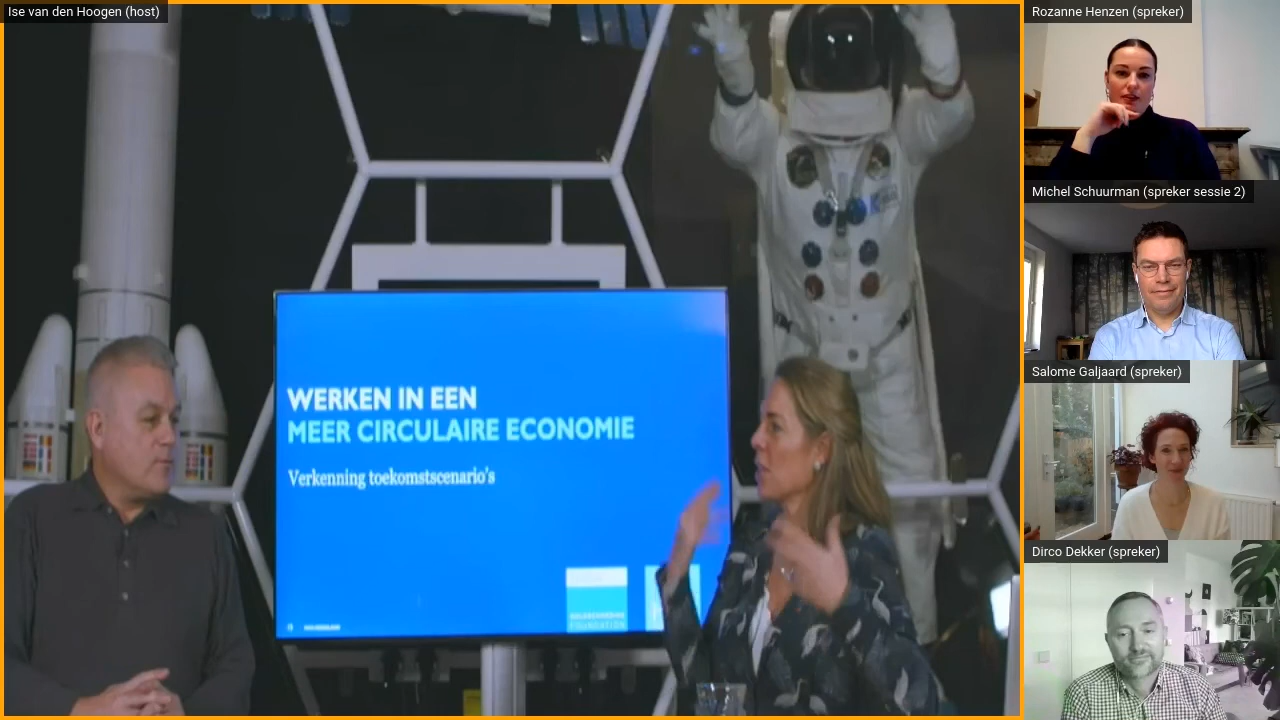 Ise van den Hoogen (host)
WERKEN IN EEN
MEER CIRCULAIRE ECONOMIE
Verkenning toekomstscenario's
FOUNDATION
Rozanne Henzen (spreker)
Michel Schuurman (spreker sessie 2)
Salome Galjaard (spreker)
Dirco Dekker (spreker)